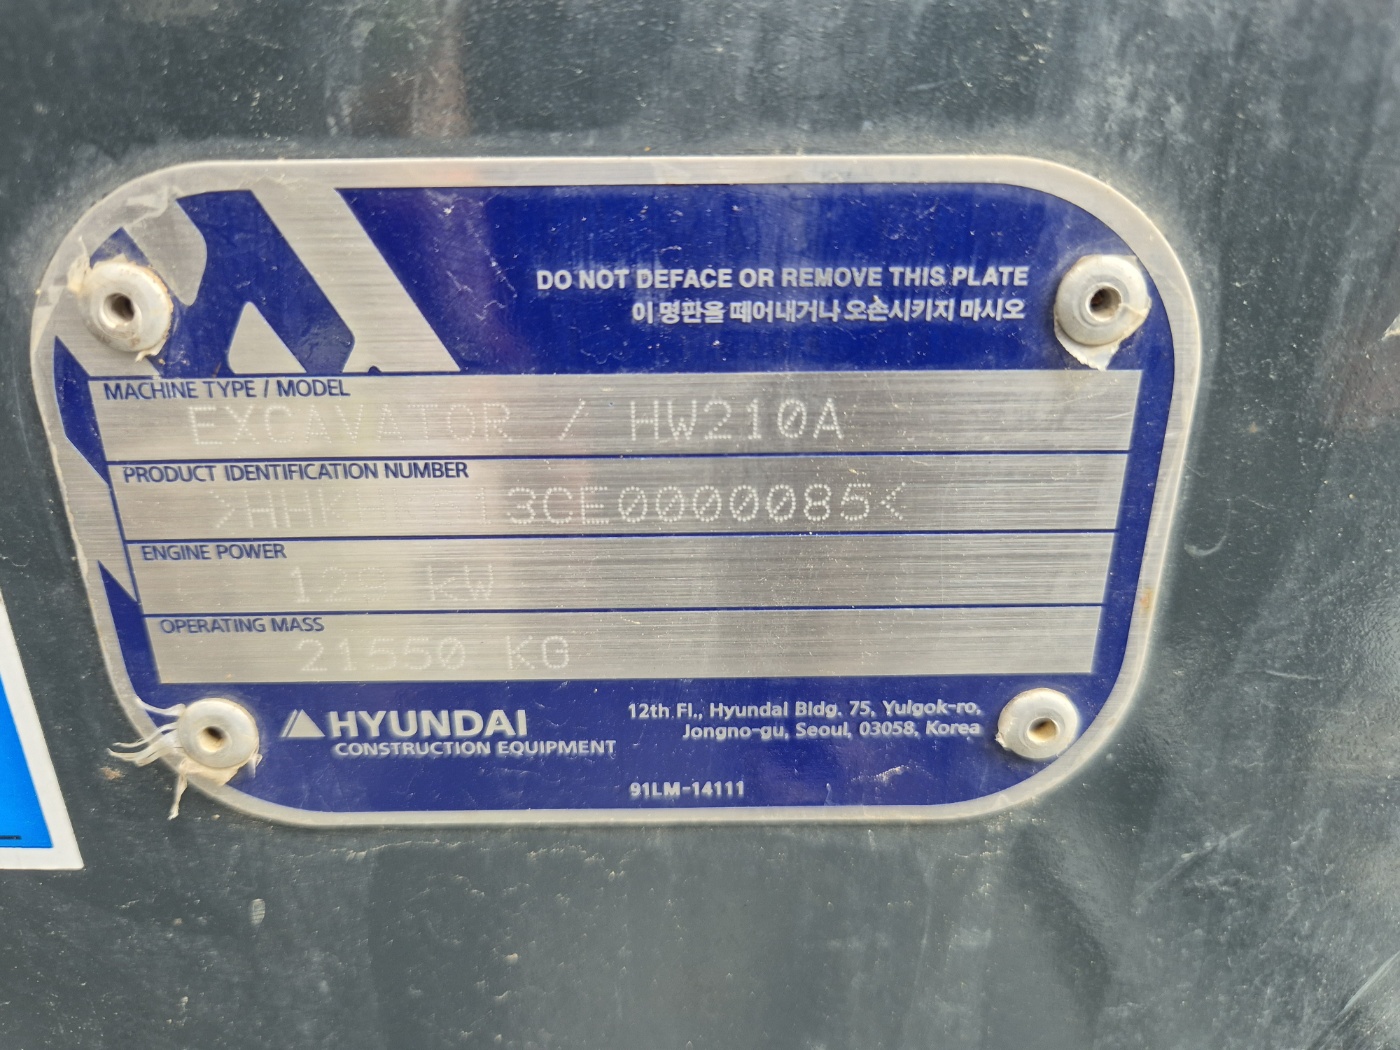 DO NOT DEFACE OR REMOVE THIS PLATE
이 명판을 떼어내거나 오손시키지 마시오
MACHINE TYPE / MODEL
EXCAVATOR / HW210A
PRODUCT IDENTIFICATION NUMBER
ENGINE POWER
kW
OPERATING MASS
21550 KG
HYUNDAI
CONSTRUCTION EQUIPMENT
12th Fl., Hyundai Bldg. 75, Yulgok-ro,
Jongno-gu, Seoul, 03058, Korea
91LM-14111